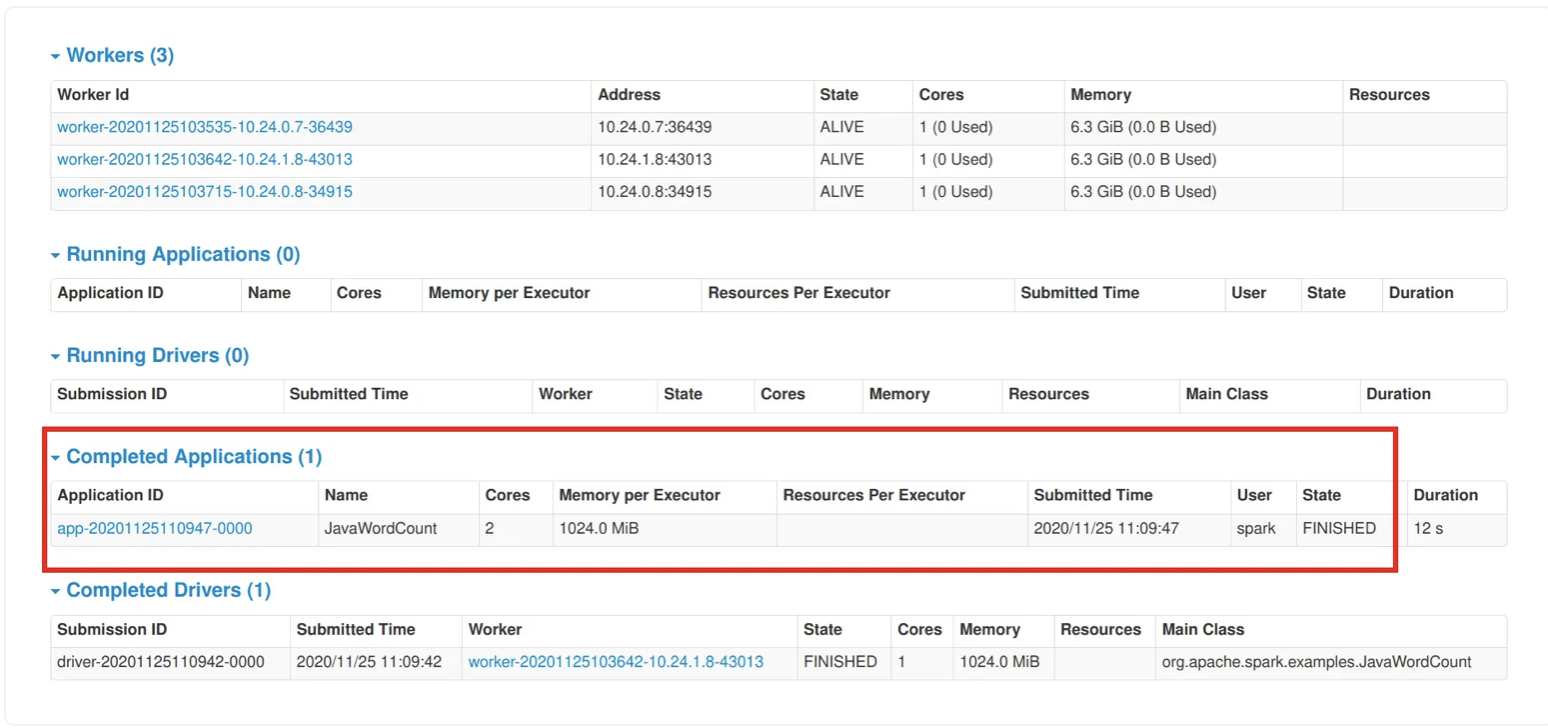 Workers (3)
Worker Id Address State Cores Memory Resources
worker-20201125103535-10.24.0.7-36439 10.24.0.7:36439 ALIVE 1 (0 Used) 6.3 GiB (0.0 B Used)
worker-20201125103642-10.24.1.8-43013 10.24.1.8:43013 ALIVE 1 (0 Used) 6.3 GiB (0.0 B Used)
worker-20201125103715-10.24.0.8-34915 10.24.0.8:34915 ALIVE 1 (0 Used) 6.3 GiB (0.0 B Used)
Running Applications (0)
Application ID Name Cores Memory per Executor Resources Per Executor Submitted Time User State Duration
Running Drivers (0)
Submission ID Submitted Time Worker State Cores Memory Resources Main Class Duration
Completed Applications (1)
Application ID Name Cores Memory per Executor Resources Per Executor Submitted Time User State Duration
app-20201125110947-0000 JavaWordCount 2 1024.0 MiB 2020/11/25 11:09:47 spark FINISHED 12 s
Completed Drivers (1)
Submission ID Submitted Time Worker State Cores Memory Resources Main Class
driver-20201125110942-0000 2020/11/25 11:09:42 worker-20201125103642-10.24.1.8-43013 FINISHED 1 1024.0 MiB org.apache.spark.examples.JavaWordCount